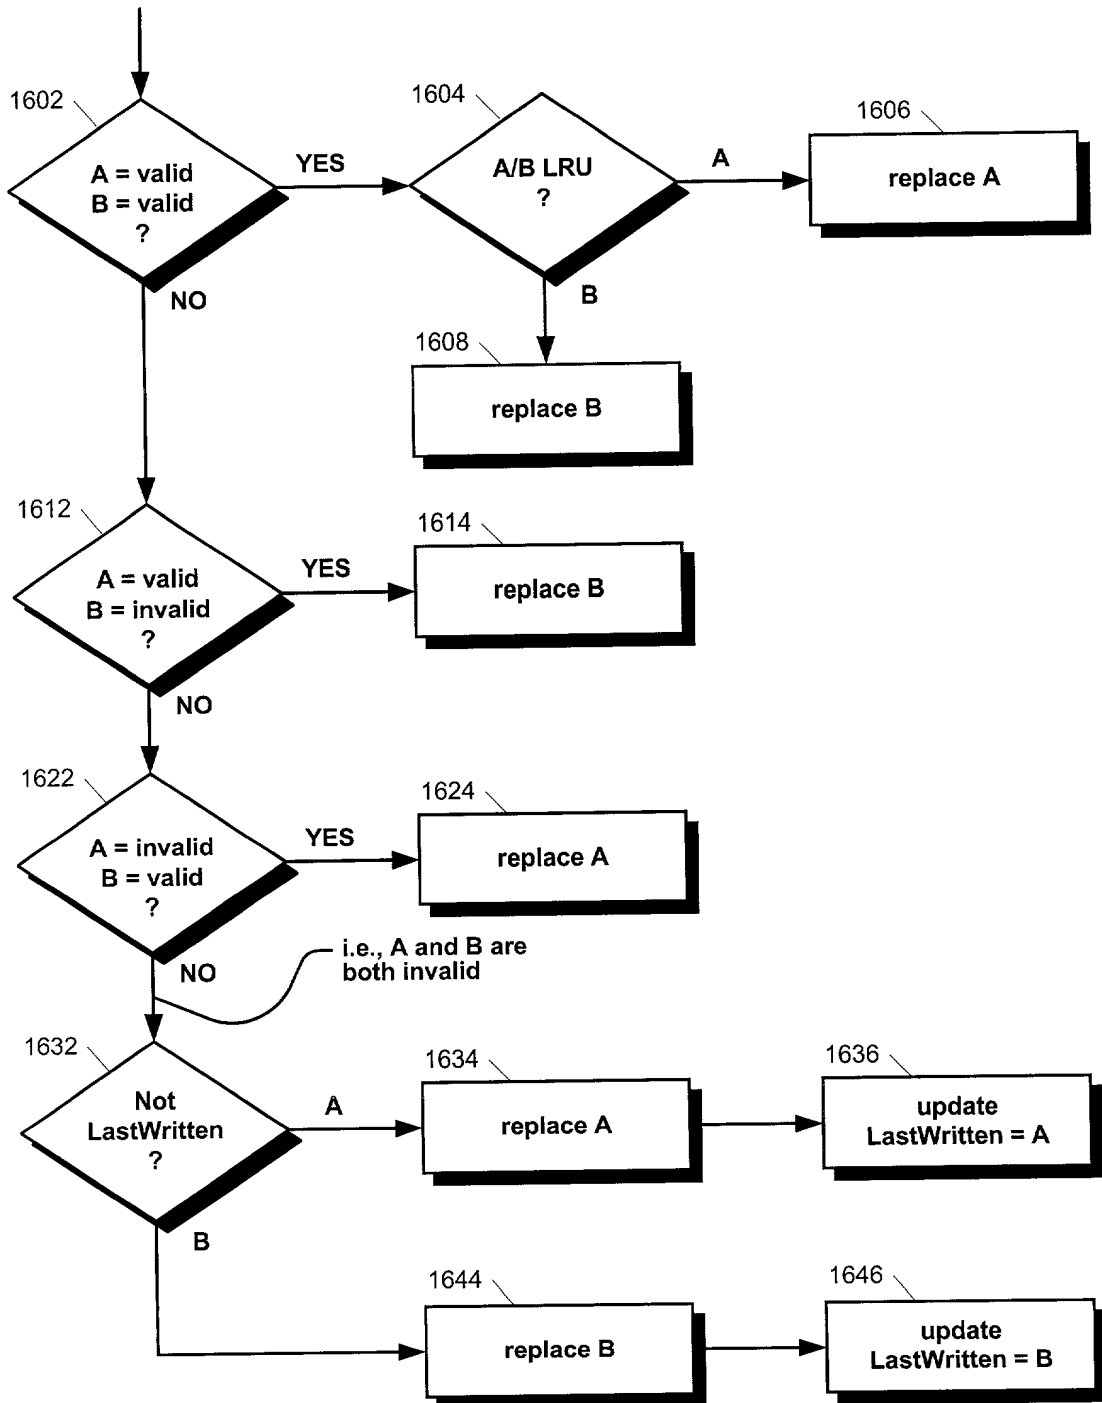 1602
A = valid
B = valid
?
YES
NO
1604
A/B LRU
?
A
B
1606
replace A
1608
replace B
1612
A = valid
B = invalid
?
YES
NO
1614
replace B
1622
A = invalid
B = valid
?
YES
NO
1624
replace A
i.e., A and B are
both invalid
1632
Not
LastWritten
?
A
B
1634
replace A
1636
update
LastWritten = A
1644
replace B
1646
update
LastWritten = B